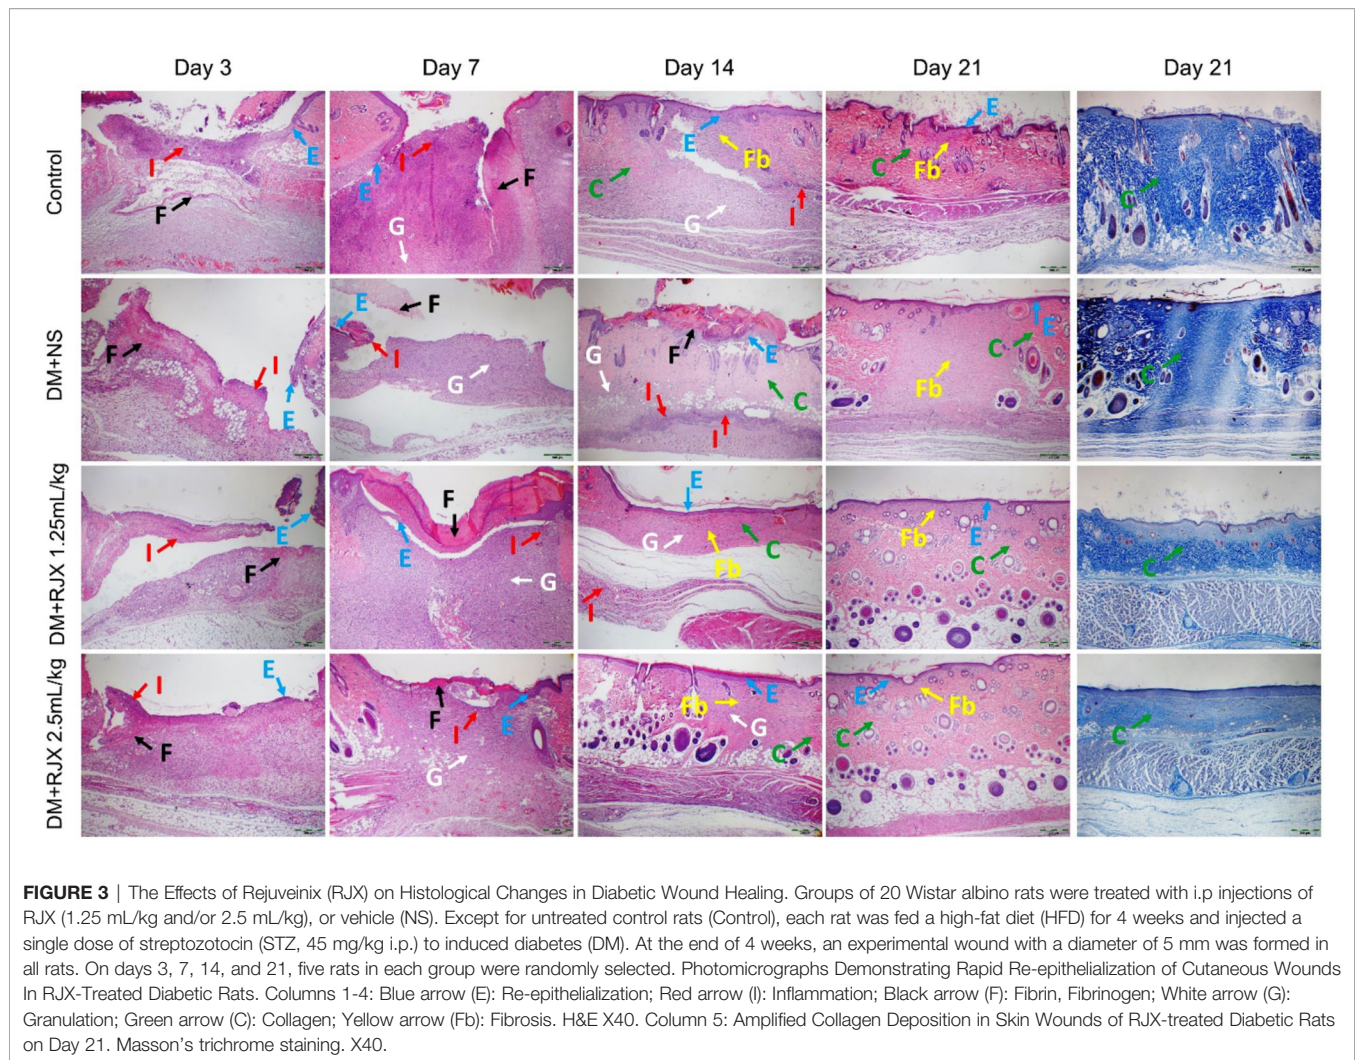 Day 3 Day 7 Day 14 Day 21 Day 21
Control
I E F
E I F G
E Fb C G I
E C Fb
C
DM+NS
F I E
E F I G
G F E C I I
E C Fb
C
DM+RJX 1.25mL/kg
E I F
F E I G
E G Fb C I
Fb E C
C
DM+RJX 2.5mL/kg
I E F
F I E G
E Fb G C
E Fb C
C
FIGURE 3 | The Effects of Rejuveinix (RJX) on Histological Changes in Diabetic Wound Healing. Groups of 20 Wistar albino rats were treated with i.p injections of
RJX (1.25 mL/kg and/or 2.5 mL/kg), or vehicle (NS). Except for untreated control rats (Control), each rat was fed a high-fat diet (HFD) for 4 weeks and injected a
single dose of streptozotocin (STZ, 45 mg/kg i.p.) to induced diabetes (DM). At the end of 4 weeks, an experimental wound with a diameter of 5 mm was formed in
all rats. On days 3, 7, 14, and 21, five rats in each group were randomly selected. Photomicrographs Demonstrating Rapid Re-epithelialization of Cutaneous Wounds
In RJX-Treated Diabetic Rats. Columns 1-4: Blue arrow (E): Re-epithelialization; Red arrow (I): Inflammation; Black arrow (F): Fibrin, Fibrinogen; White arrow (G):
Granulation; Green arrow (C): Collagen; Yellow arrow (Fb): Fibrosis. H&E X40. Column 5: Amplified Collagen Deposition in Skin Wounds of RJX-treated Diabetic Rats
on Day 21. Masson's trichrome staining. X40.